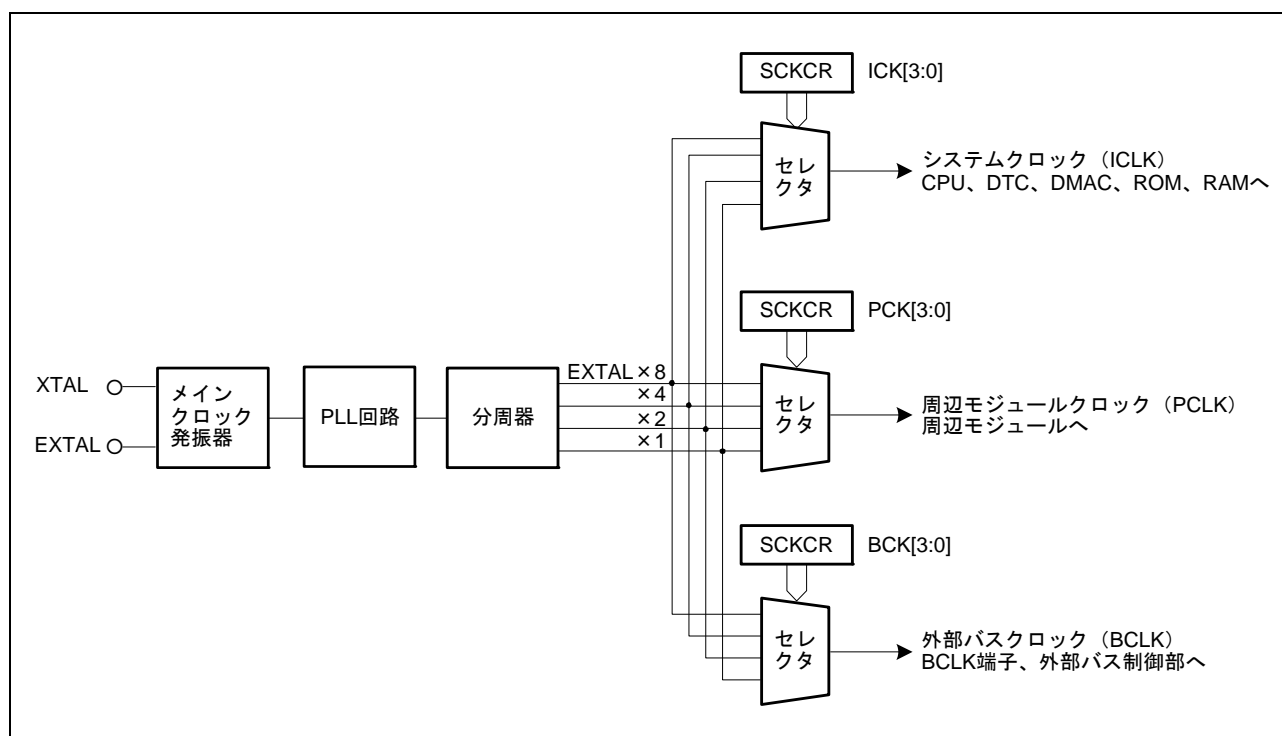 SCKCR
ICK[3:0]
セレ
クタ
システムクロック（ICLK）
CPU、DTC、DMAC、ROM、RAMへ
SCKCR
PCK[3:0]
XTAL
EXTAL
メイン
クロック
発振器
PLL回路
分周器
EXTAL×8
×4
×2
×1
セレ
クタ
周辺モジュールクロック（PCLK）
周辺モジュールへ
SCKCR
BCK[3:0]
セレ
クタ
外部バスクロック（BCLK）
BCLK端子、外部バス制御部へ